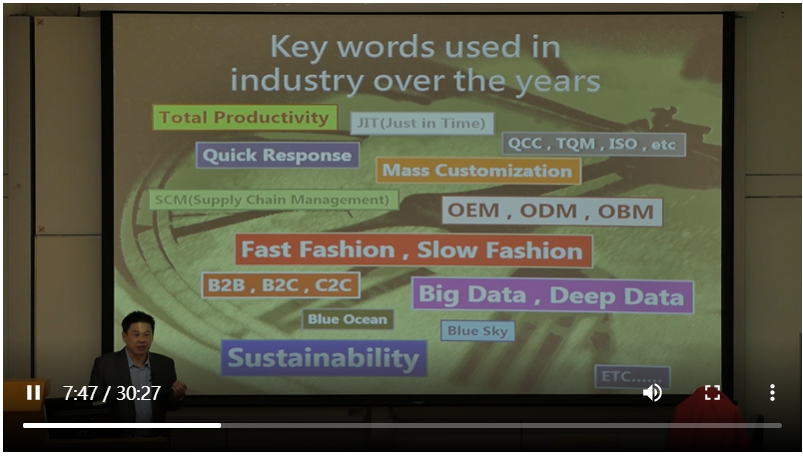 Key words used in
industry over the years
Total Productivity
JIT(Just in Time)
QCC , TQM , ISO , etc
Quick Response
Mass Customization
SCM(Supply Chain Management)
OEM , ODM , OBM
Fast Fashion , Slow Fashion
B2B , B2C , C2C
Big Data , Deep Data
Blue Ocean
Blue Sky
Sustainability
ETC......
7:47 / 30:27